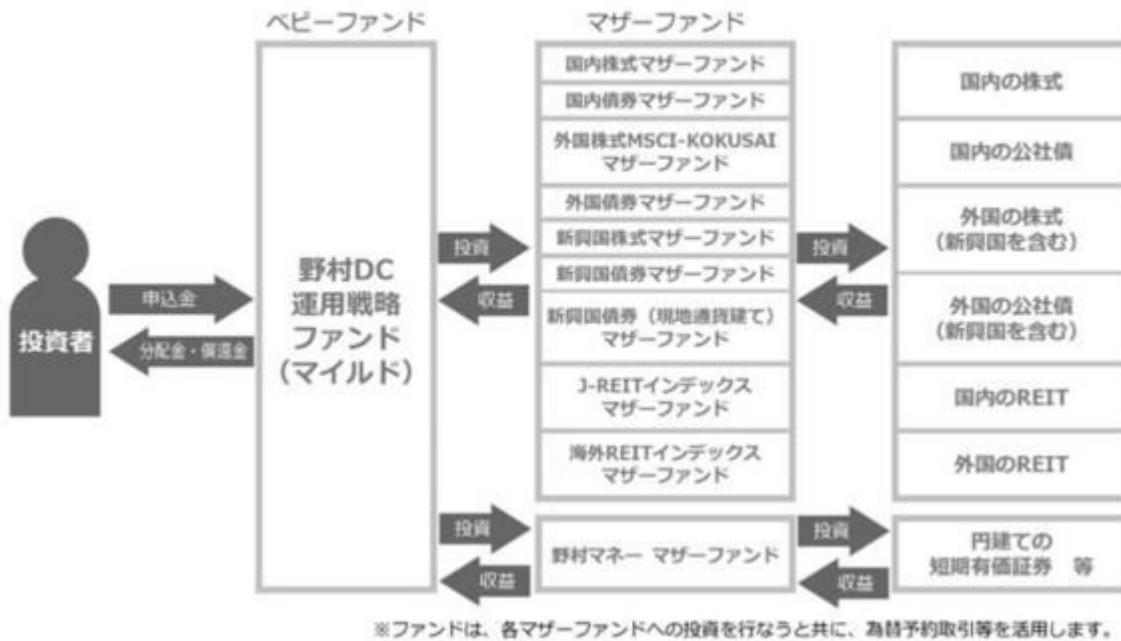 ベビーファンド
マザーファンド
国内株式マザーファンド
国内債券マザーファンド
外国株式MSCI-KOKUSAI
マザーファンド
外国債券マザーファンド
新興国株式マザーファンド
新興国債券マザーファンド
新興国債券（現地通貨建て）
マザーファンド
J-REITインデックス
マザーファンド
海外REITインデックス
マザーファンド
野村マネー マザーファンド
国内の株式
国内の公社債
外国の株式
（新興国を含む）
外国の公社債
（新興国を含む）
国内のREIT
外国のREIT
円建ての
短期有価証券　等
投資者
申込金
分配金・償還金
野村DC
運用戦略
ファンド
（マイルド）
投資
収益
投資
収益
投資
収益
投資
収益
※ファンドは、各マザーファンドへの投資を行なうと共に、為替予約取引等を活用します。